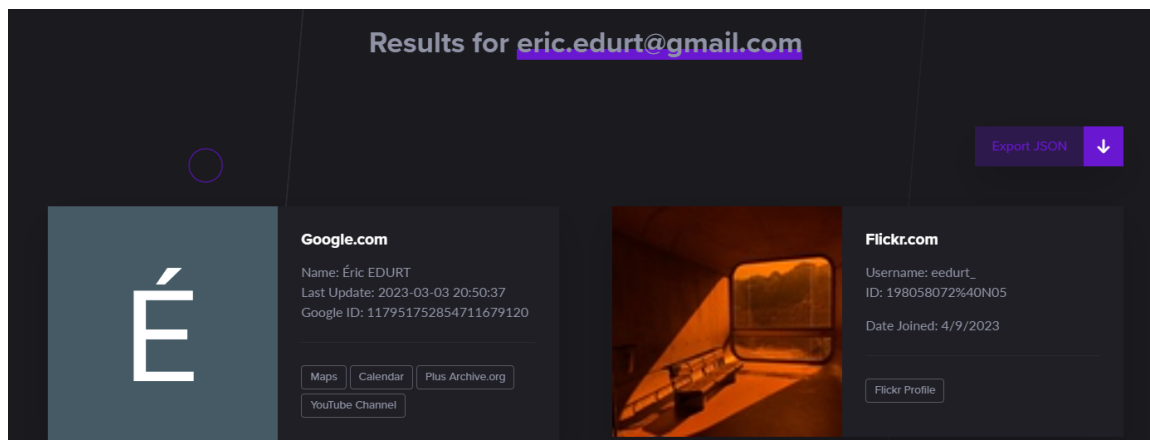 Results for eric.edurt@gmail.com
Export JSON
É
Google.com
Name: Éric EDURT
Last Update: 2023-03-03 20:50:37
Google ID: 117951752854711679120
Maps Calendar Plus Archive.org
YouTube Channel
Flickr.com
Username: eedurt_
ID: 198058072%40N05
Date Joined: 4/9/2023
Flickr Profile